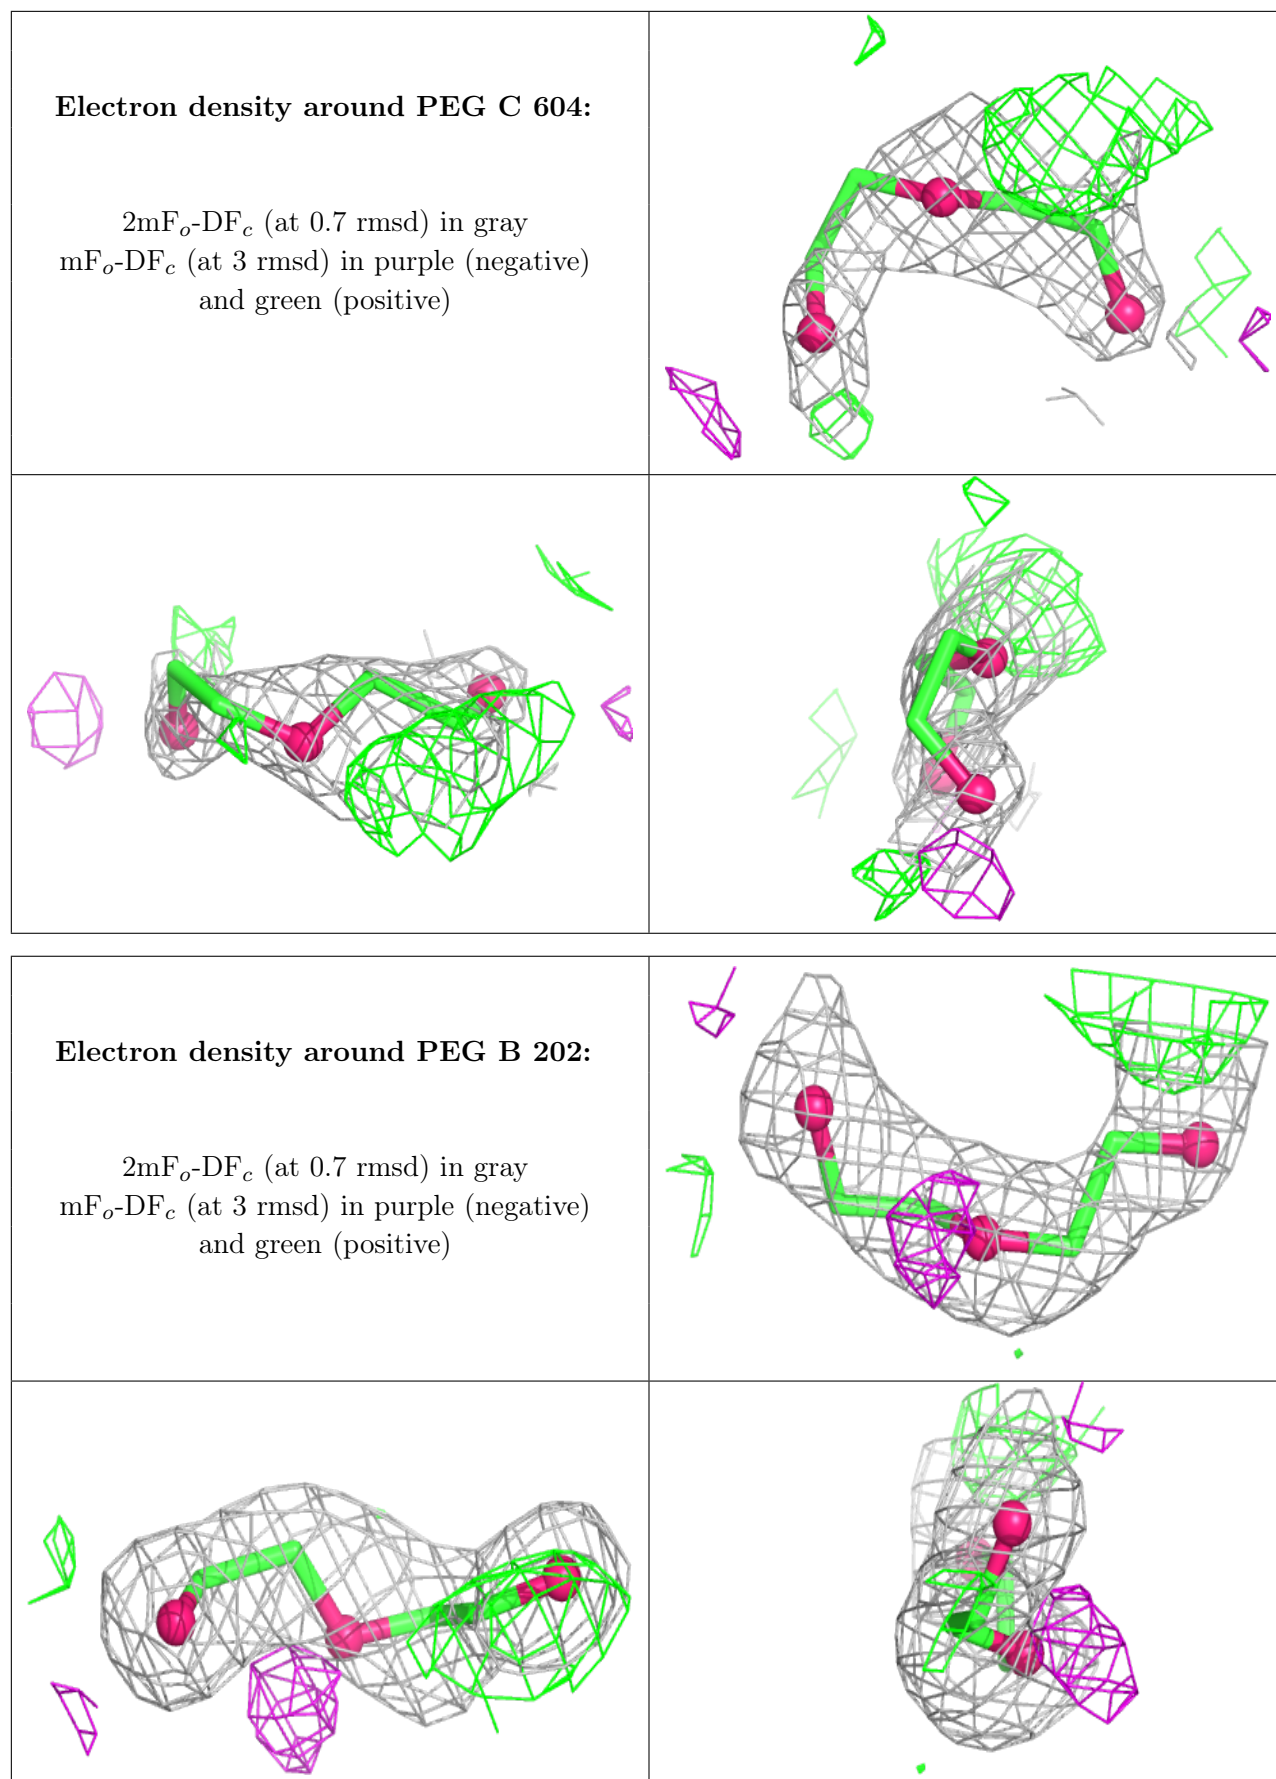 Electron density around PEG C 604:
2mFo-DFc (at 0.7 rmsd) in gray
mFo-DFc (at 3 rmsd) in purple (negative)
and green (positive)
Electron density around PEG B 202:
2mFo-DFc (at 0.7 rmsd) in gray
mFo-DFc (at 3 rmsd) in purple (negative)
and green (positive)